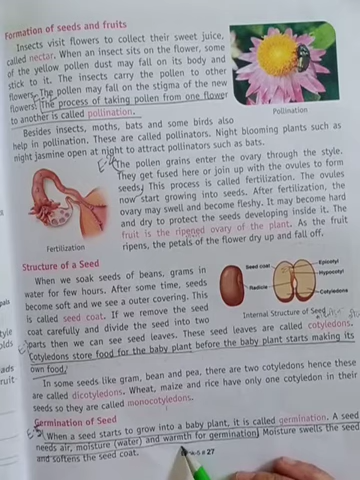 Formation of seeds and fruits
Insects visit flowers to collect their sweet juice,
called nectar. When an insect sits on the flower, some
of the yellow pollen dust may fall on its body and
stick to it. The insects carry the pollen to other
flowers. The pollen may fall on the stigma of the new
flowers. The process of taking pollen from one flower
to another is called pollination.
Pollination
Besides insects, moths, bats and some birds also
help in pollination. These are called pollinators. Night blooming plants such as
night jasmine open at night to attract pollinators such as bats.
The pollen grains enter the ovary through the style.
They get fused here or join up with the ovules to form
seeds. This process is called fertilization. The ovules
now start growing into seeds. After fertilization, the
ovary may swell and become fleshy. It may become hard
and dry to protect the seeds developing inside it. The
fruit is the ripened ovary of the plant. As the fruit
ripens, the petals of the flower dry up and fall off.
Fertilization
Structure of a Seed
When we soak seeds of beans, grams in
water for few hours. After some time, seeds
become soft and we see a outer covering. This
is called seed coat. If we remove the seed
coat carefully and divide the seed into two
parts then we can see seed leaves. These seed leaves are called cotyledons.
Cotyledons store food for the baby plant before the baby plant starts making its
own food.
Seed coat
Radicle
Epicotyl
Hypocotyl
Cotyledons
Internal Structure of Seed
In some seeds like gram, bean and pea, there are two cotyledons hence these
are called dicotyledons. Wheat, maize and rice have only one cotyledon in their
seeds so they are called monocotyledons.
Germination of Seed
When a seed starts to grow into a baby plant, it is called germination. A seed
needs air, moisture (water) and warmth for germination. Moisture swells the seed
and softens the seed coat.
27